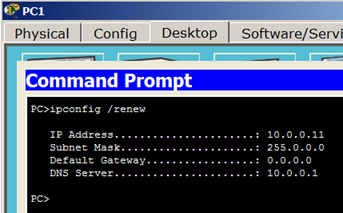 PC1
Physical Config Desktop Software/Servi
Command Prompt
PC>ipconfig /renew
IP Address......................: 10.0.0.11
Subnet Mask.....................: 255.0.0.0
Default Gateway.................: 0.0.0.0
DNS Server......................: 10.0.0.1
PC>